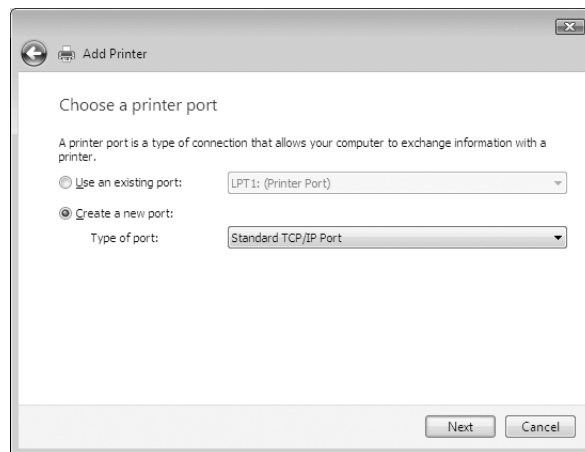 Add Printer
Choose a printer port
A printer port is a type of connection that allows your computer to exchange information with a
printer.
Use an existing port: LPT1: (Printer Port)
Create a new port:
Type of port: Standard TCP/IP Port
Next Cancel